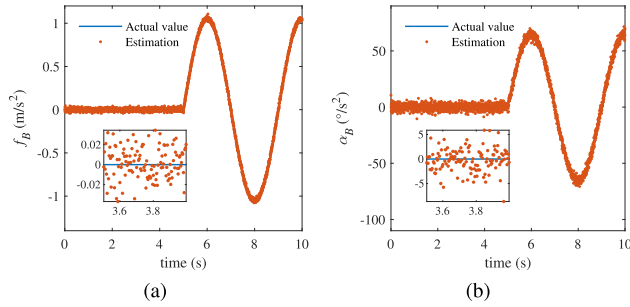 Actual value
Estimation
1
0.5
0
-0.5
-1
f_B (m/s²)
0.02
0
-0.02
3.6 3.8
0 2 4 6 8 10
time (s)
(a)
Actual value
Estimation
50
0
-50
-100
α_B (°/s²)
5
0
-5
3.6 3.8
0 2 4 6 8 10
time (s)
(b)